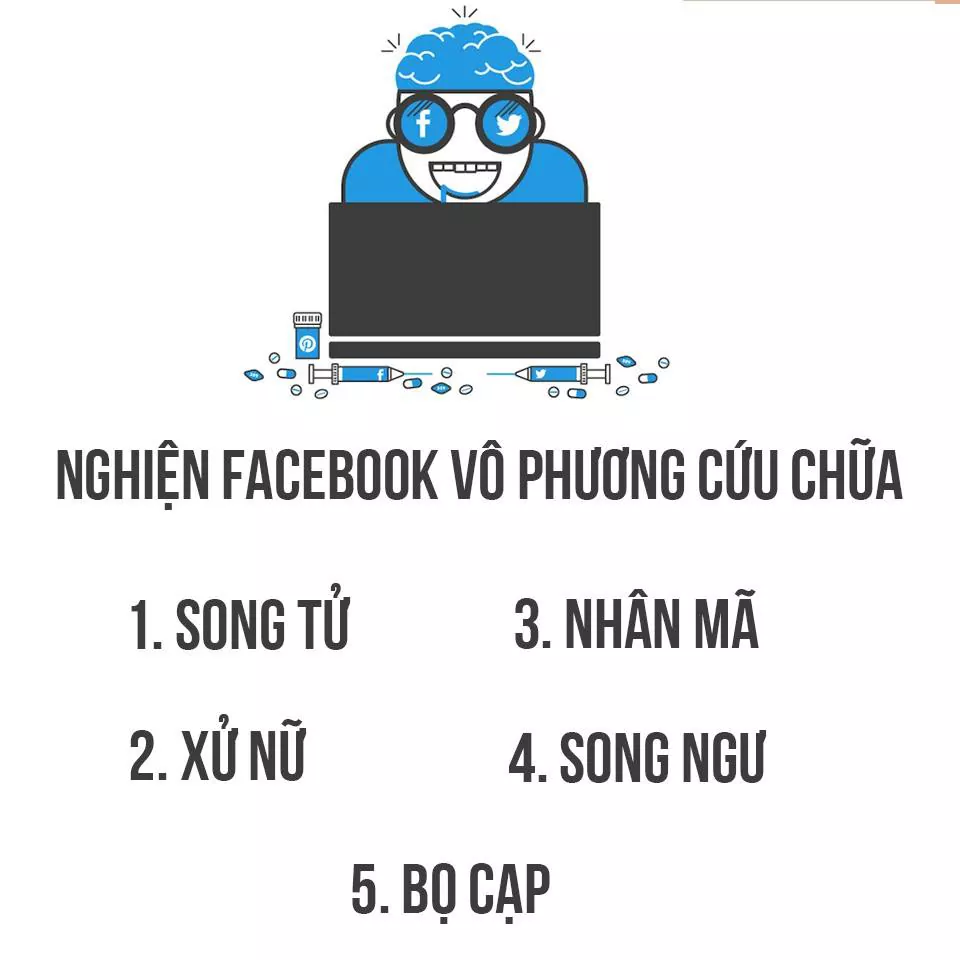 NGHIỆN FACEBOOK VÔ PHƯƠNG CỨU CHỮA
1. SONG TỬ
2. XỬ NỮ
3. NHÂN MÃ
4. SONG NGƯ
5. BỌ CẠP